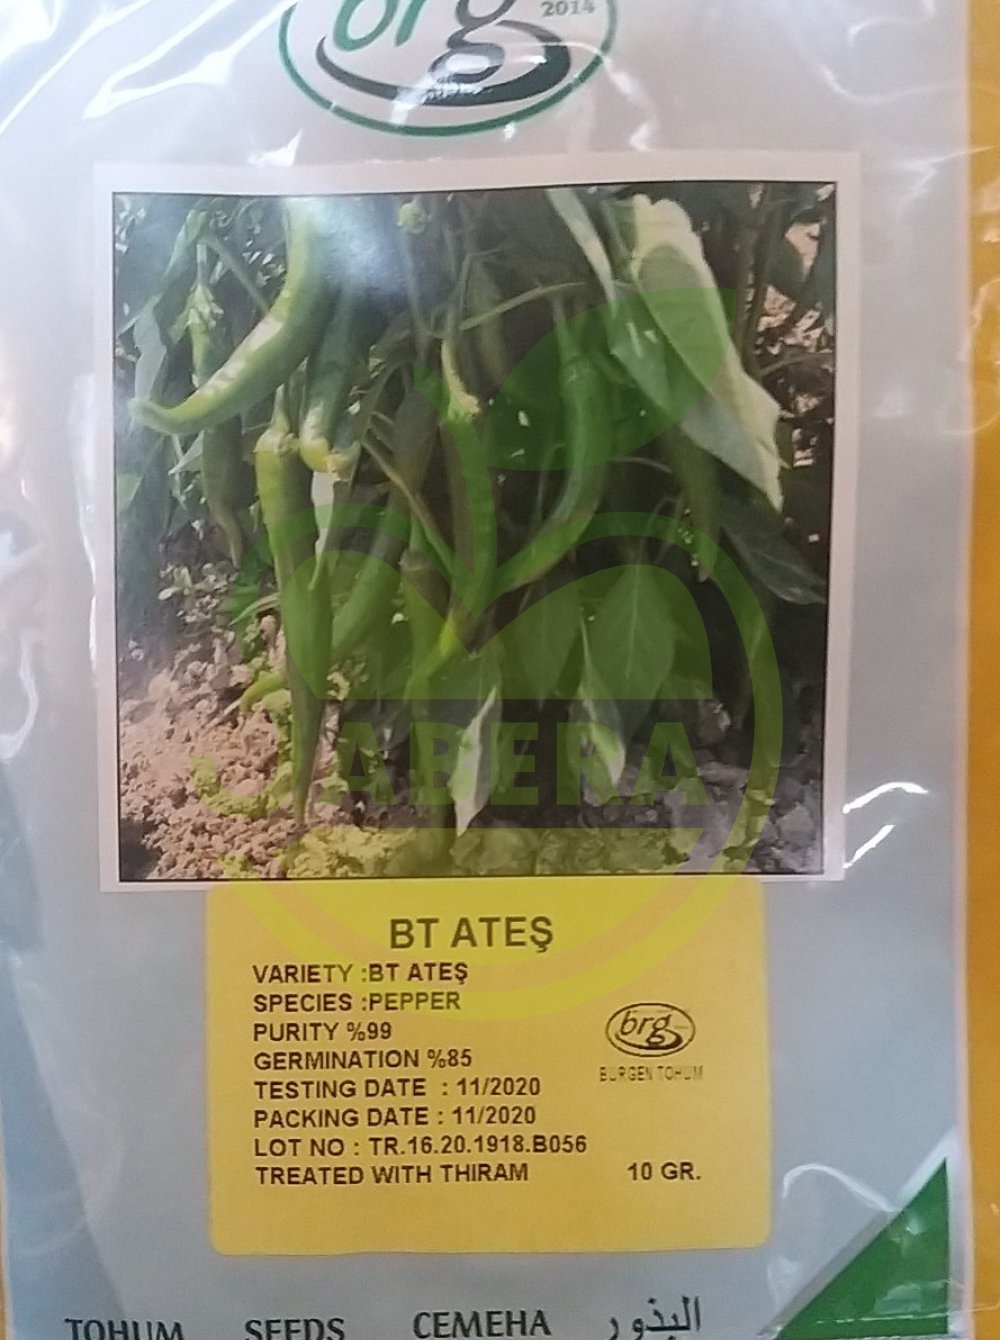 brg
2014
ABERA
BT ATEŞ
VARIETY :BT ATEŞ
SPECIES :PEPPER
PURITY %99
GERMINATION %85
TESTING DATE : 11/2020
PACKING DATE : 11/2020
LOT NO : TR.16.20.1918.B056
TREATED WITH THIRAM 10 GR.
brg
BURGEN TOHUM
TOHUM SEEDS СЕМЕНА البذور